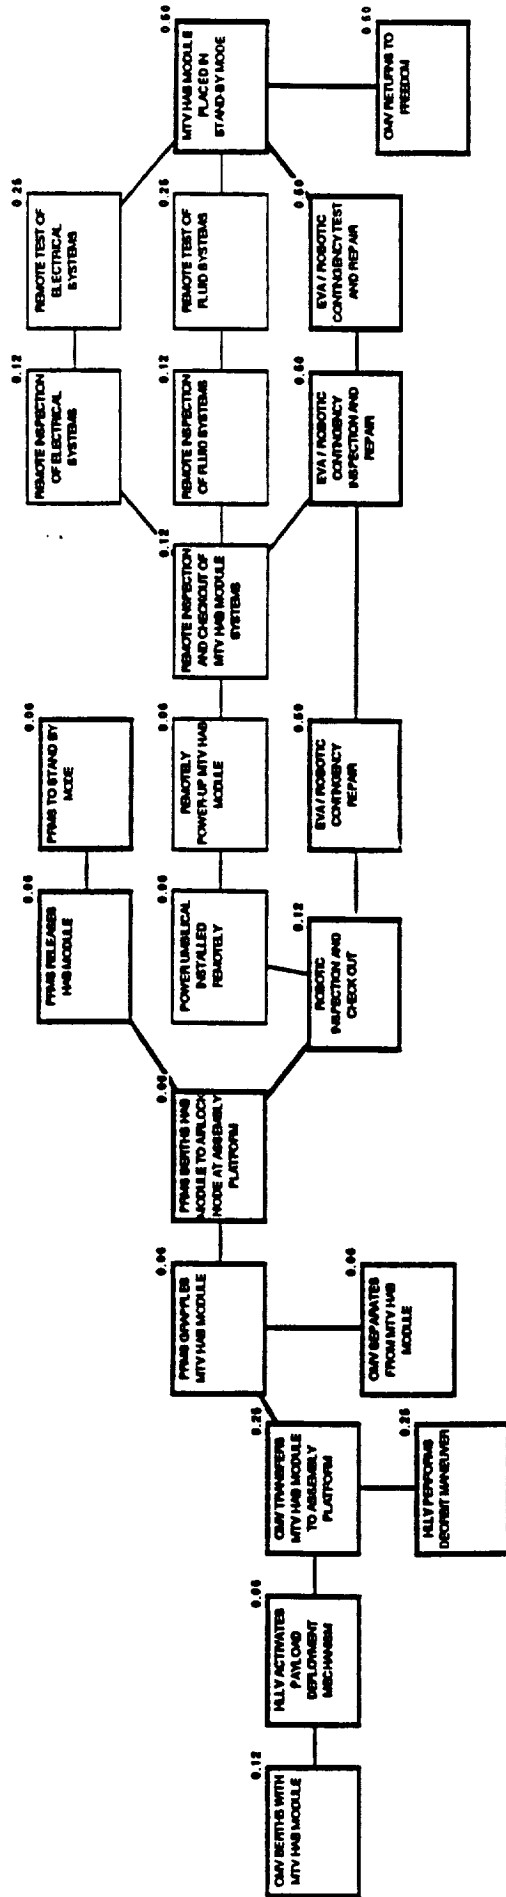 0.12
OMV BERTHS WITH
MTV HAB MODULE
0.06
HLLV ACTIVATES
PAYLOAD
DEPLOYMENT
MECHANISM
0.25
OMV TRANSFERS
MTV HAB MODULE
TO ASSEMBLY
PLATFORM
0.25
HLLV PERFORMS
DEORBIT MANEUVER
0.06
PRMS GRAPPLES
MTV HAB MODULE
0.06
OMV SEPARATES
FROM MTV HAB
MODULE
0.06
PRMS BERTHS HAB
MODULE TO AIRLOCK
NODE AT ASSEMBLY
PLATFORM
0.06
PRMS RELEASES
HAB MODULE
0.06
PRMS TO STAND BY
MODE
0.06
POWER UMBILICAL
INSTALLED
REMOTELY
0.06
REMOTELY
POWER-UP MTV HAB
MODULE
0.12
ROBOTIC
INSPECTION AND
CHECK OUT
0.50
EVA / ROBOTIC
CONTINGENCY
REPAIR
0.12
REMOTE INSPECTION
AND CHECKOUT OF
MTV HAB MODULE
SYSTEMS
0.12
REMOTE INSPECTION
OF ELECTRICAL
SYSTEMS
0.25
REMOTE TEST OF
ELECTRICAL
SYSTEMS
0.12
REMOTE INSPECTION
OF FLUID SYSTEMS
0.25
REMOTE TEST OF
FLUID SYSTEMS
0.50
EVA / ROBOTIC
CONTINGENCY
INSPECTION AND
REPAIR
0.50
EVA / ROBOTIC
CONTINGENCY TEST
AND REPAIR
0.50
MTV HAB MODULE
PLACED IN
STAND-BY MODE
0.50
OMV RETURNS TO
FREEDOM